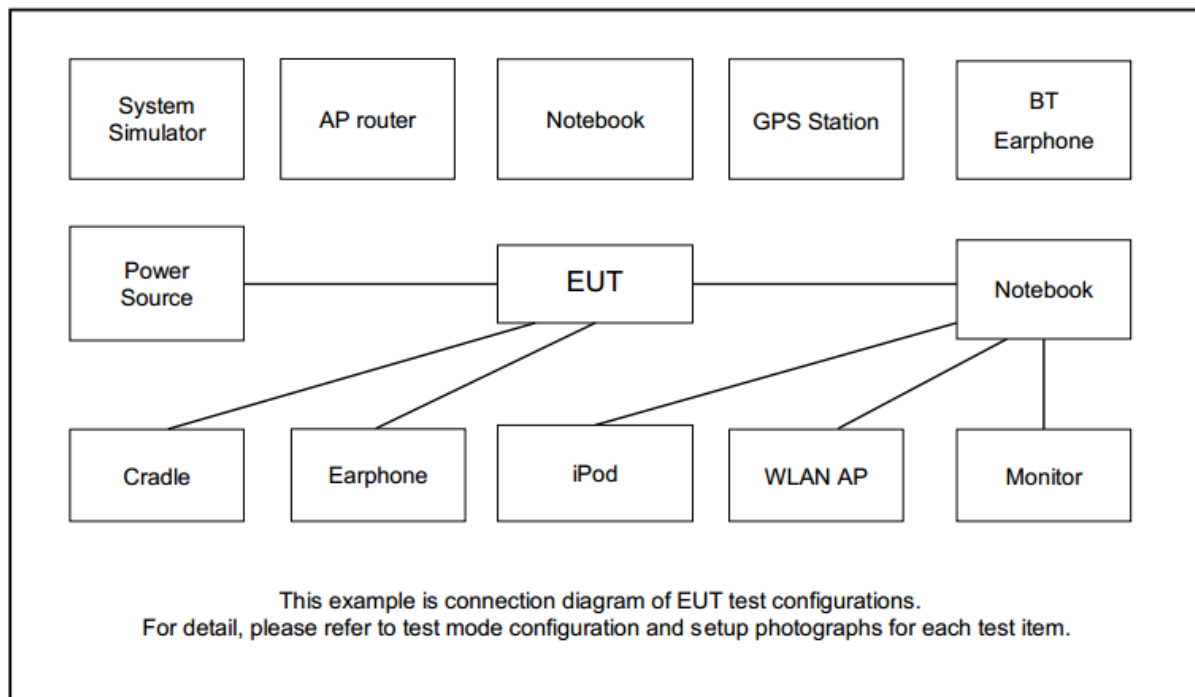 System
Simulator
AP router
Notebook
GPS Station
BT
Earphone
Power
Source
EUT
Notebook
Cradle
Earphone
iPod
WLAN AP
Monitor
This example is connection diagram of EUT test configurations.
For detail, please refer to test mode configuration and setup photographs for each test item.